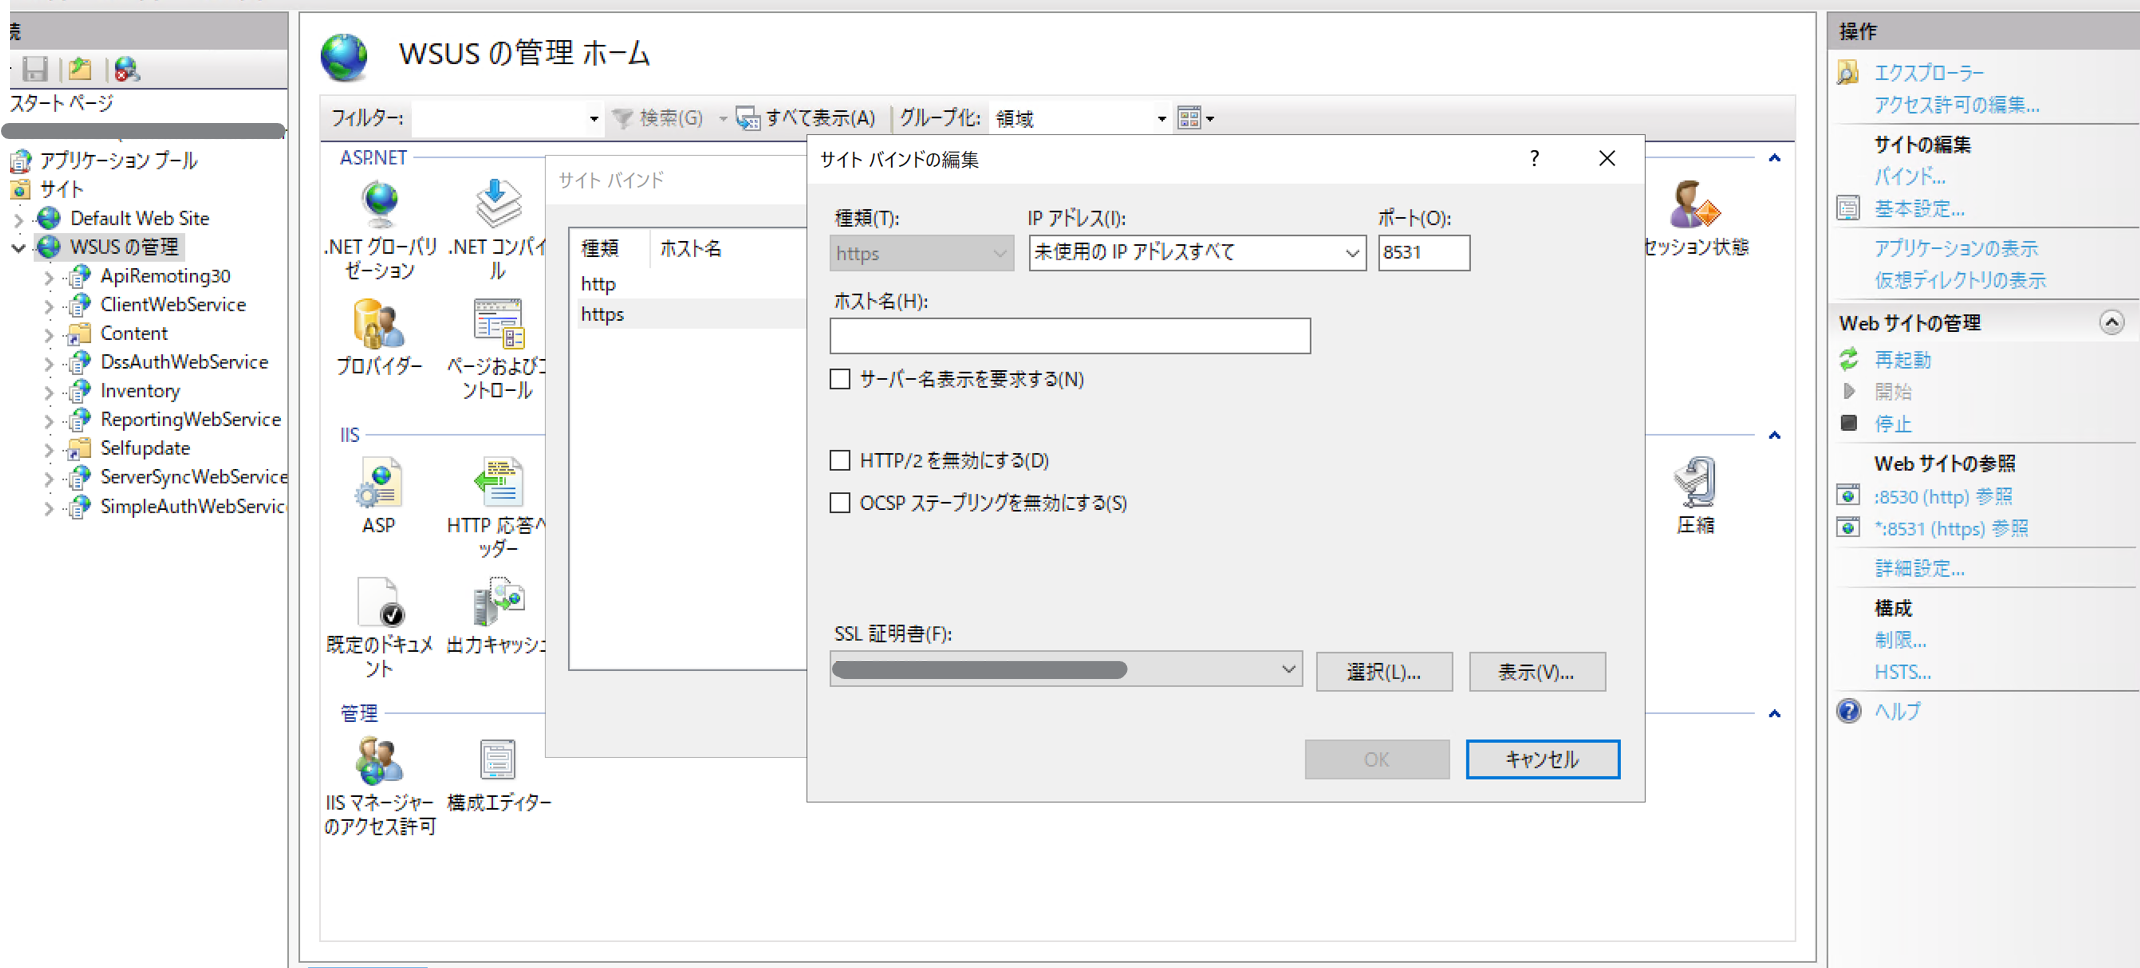 続
スタート ページ
アプリケーション プール
サイト
Default Web Site
WSUS の管理
ApiRemoting30
ClientWebService
Content
DssAuthWebService
Inventory
ReportingWebService
Selfupdate
ServerSyncWebService
SimpleAuthWebServic
WSUS の管理 ホーム
フィルター: 検索(G) すべて表示(A) グループ化: 領域
ASP.NET
.NET グローバリ
ゼーション
.NET コンパイ
ル
プロバイダー
ページおよびコ
ントロール
セッション状態
IIS
ASP
HTTP 応答ヘ
ッダー
圧縮
既定のドキュメ
ント
出力キャッシュ
管理
IIS マネージャー
のアクセス許可
構成エディター
サイト バインド
種類 ホスト名
http
https
サイト バインドの編集 ?
種類(T): IP アドレス(I): ポート(O):
https 未使用の IP アドレスすべて 8531
ホスト名(H):
サーバー名表示を要求する(N)
HTTP/2 を無効にする(D)
OCSP ステープリングを無効にする(S)
SSL 証明書(F):
選択(L)... 表示(V)...
OK キャンセル
操作
エクスプローラー
アクセス許可の編集...
サイトの編集
バインド...
基本設定...
アプリケーションの表示
仮想ディレクトリの表示
Web サイトの管理
再起動
開始
停止
Web サイトの参照
:8530 (http) 参照
*:8531 (https) 参照
詳細設定...
構成
制限...
HSTS...
ヘルプ